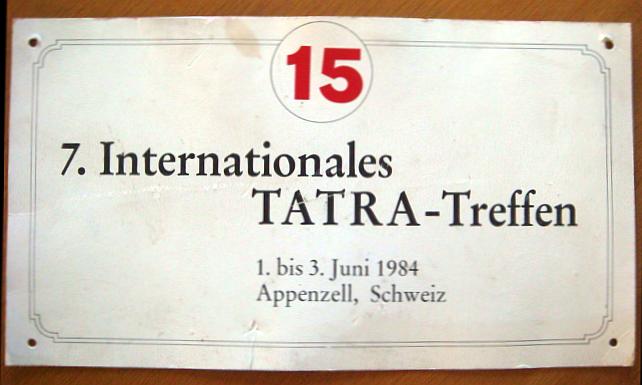 15
7. Internationales
TATRA-Treffen
1. bis 3. Juni 1984
Appenzell, Schweiz